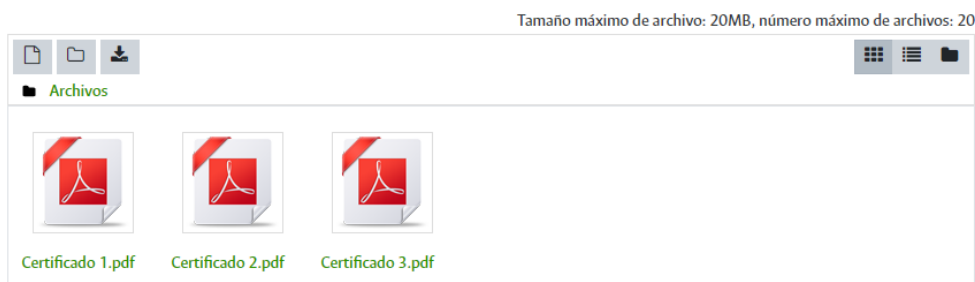 Tamaño máximo de archivo: 20MB, número máximo de archivos: 20
Archivos
Certificado 1.pdf
Certificado 2.pdf
Certificado 3.pdf